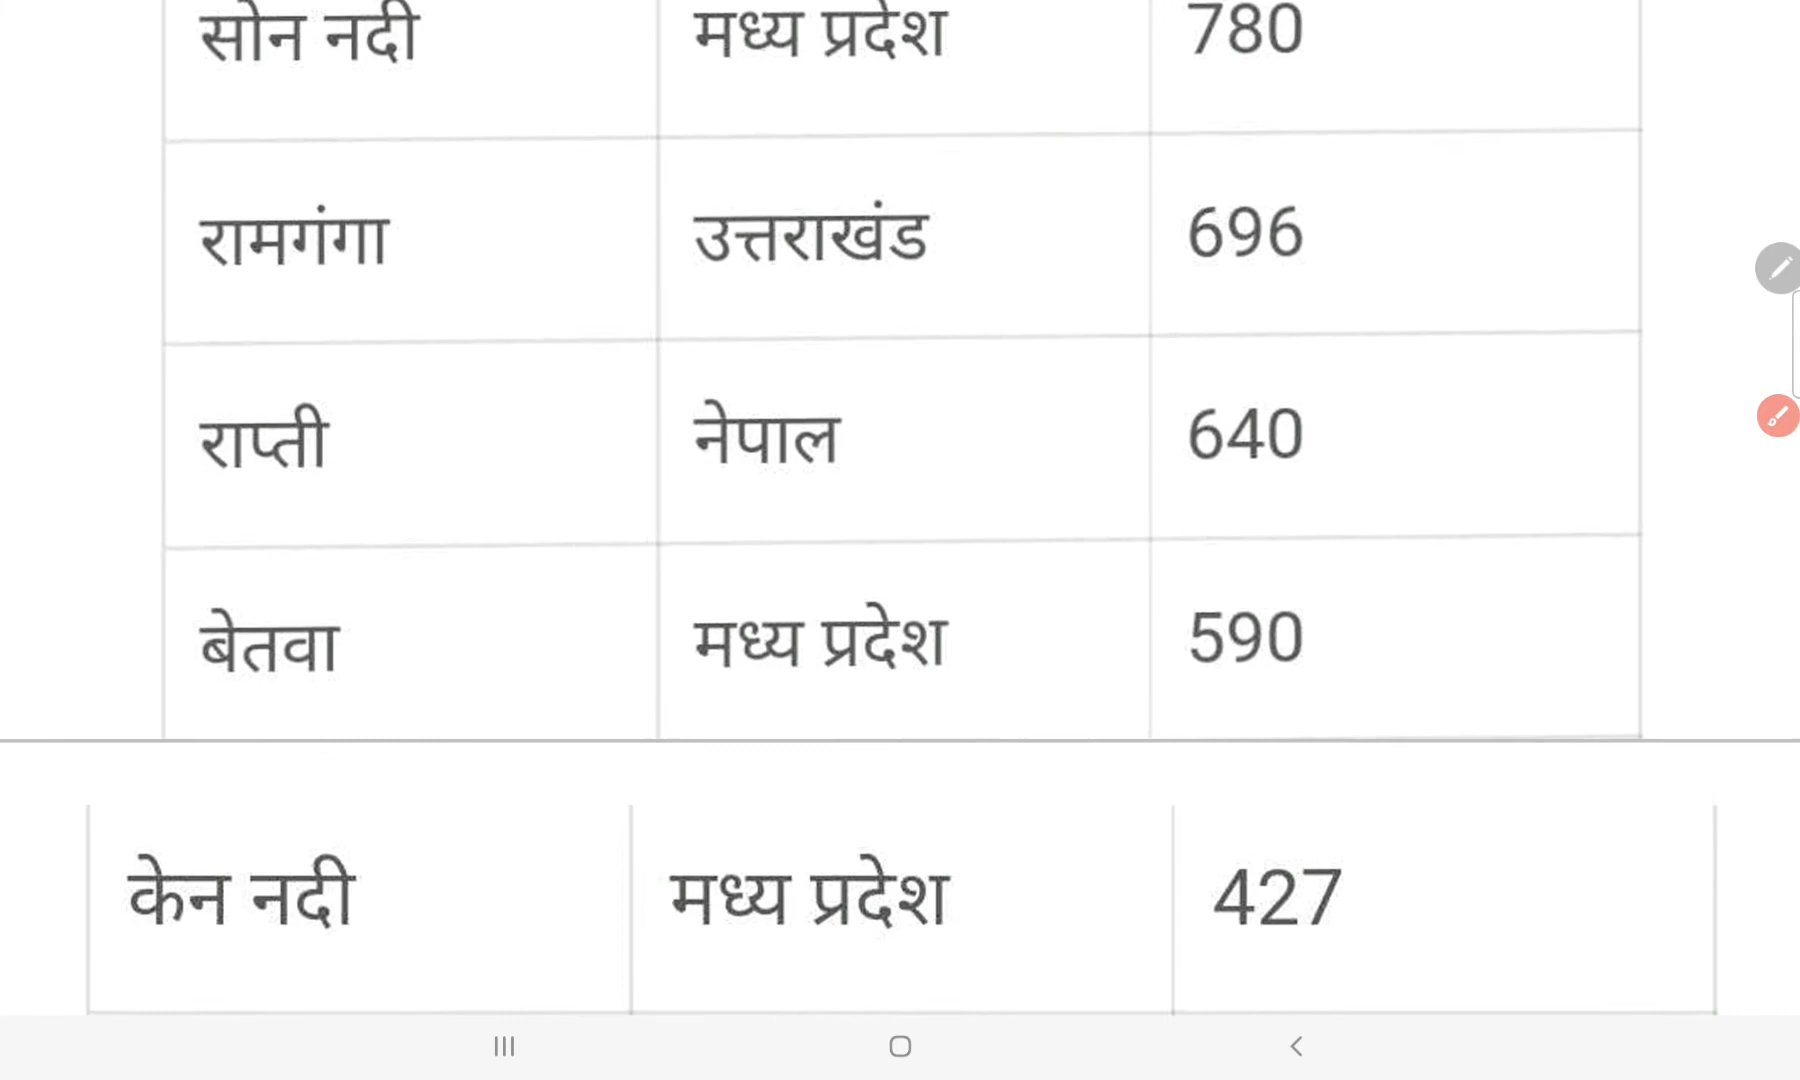 सोन नदी मध्य प्रदेश 780
रामगंगा उत्तराखंड 696
राप्ती नेपाल 640
बेतवा मध्य प्रदेश 590
केन नदी मध्य प्रदेश 427